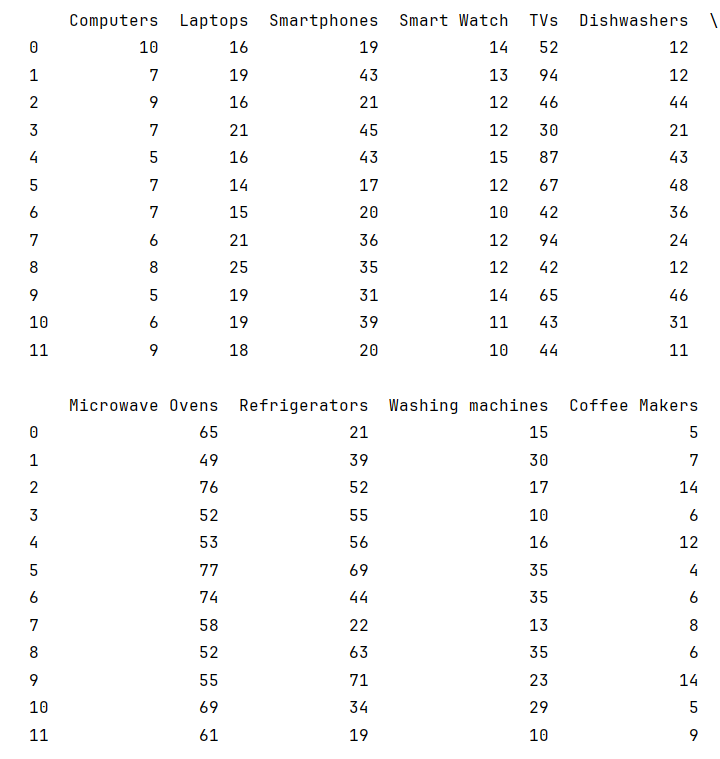 Computers  Laptops  Smartphones  Smart Watch  TVs  Dishwashers  \
0          10       16           19           14   52           12
1           7       19           43           13   94           12
2           9       16           21           12   46           44
3           7       21           45           12   30           21
4           5       16           43           15   87           43
5           7       14           17           12   67           48
6           7       15           20           10   42           36
7           6       21           36           12   94           24
8           8       25           35           12   42           12
9           5       19           31           14   65           46
10          6       19           39           11   43           31
11          9       18           20           10   44           11

    Microwave Ovens  Refrigerators  Washing machines  Coffee Makers
0                65             21                15              5
1                49             39                30              7
2                76             52                17             14
3                52             55                10              6
4                53             56                16             12
5                77             69                35              4
6                74             44                35              6
7                58             22                13              8
8                52             63                35              6
9                55             71                23             14
10               69             34                29              5
11               61             19                10              9